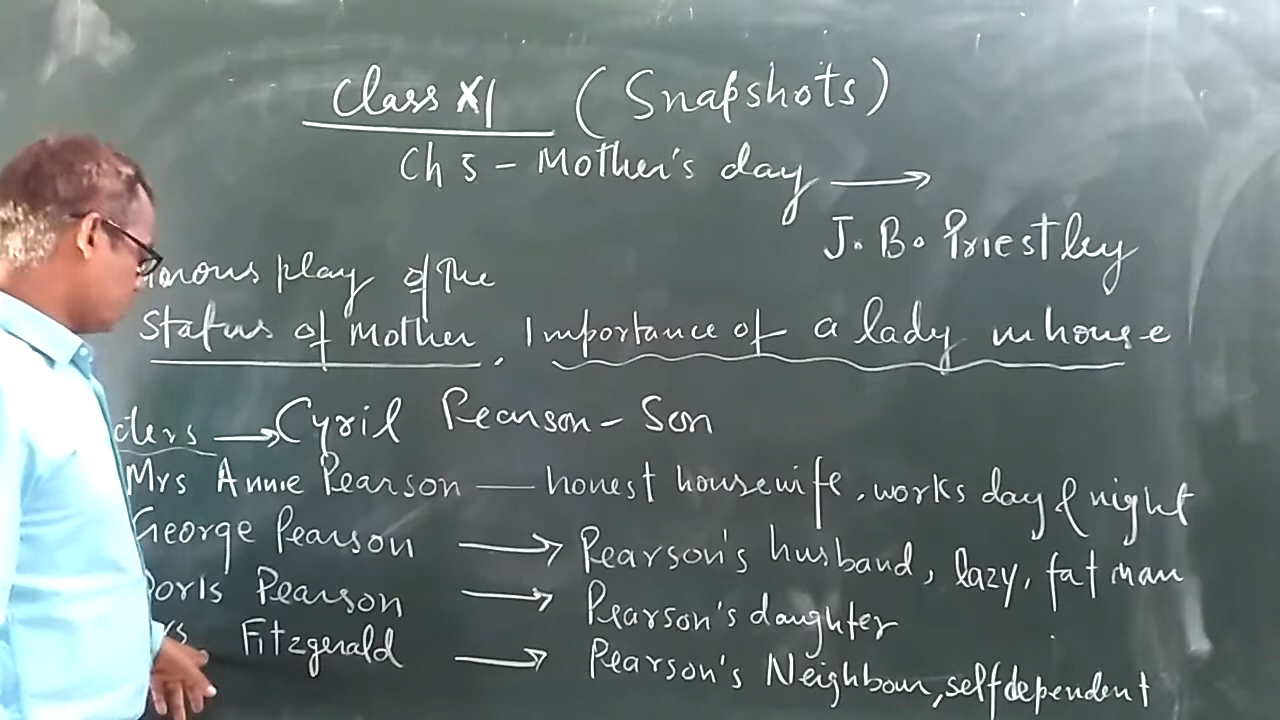 Class XI (Snapshots)
Ch 5 - Mother's day →
J. B. Priestley
play of the
Status of Mother, Importance of a lady in house
→ Cyril Pearson - Son
Mrs Annie Pearson — honest housewife, works day & night
George Pearson → Pearson's husband, lazy, fat man
Doris Pearson → Pearson's daughter
Fitzgerald → Pearson's Neighbour, selfdependent